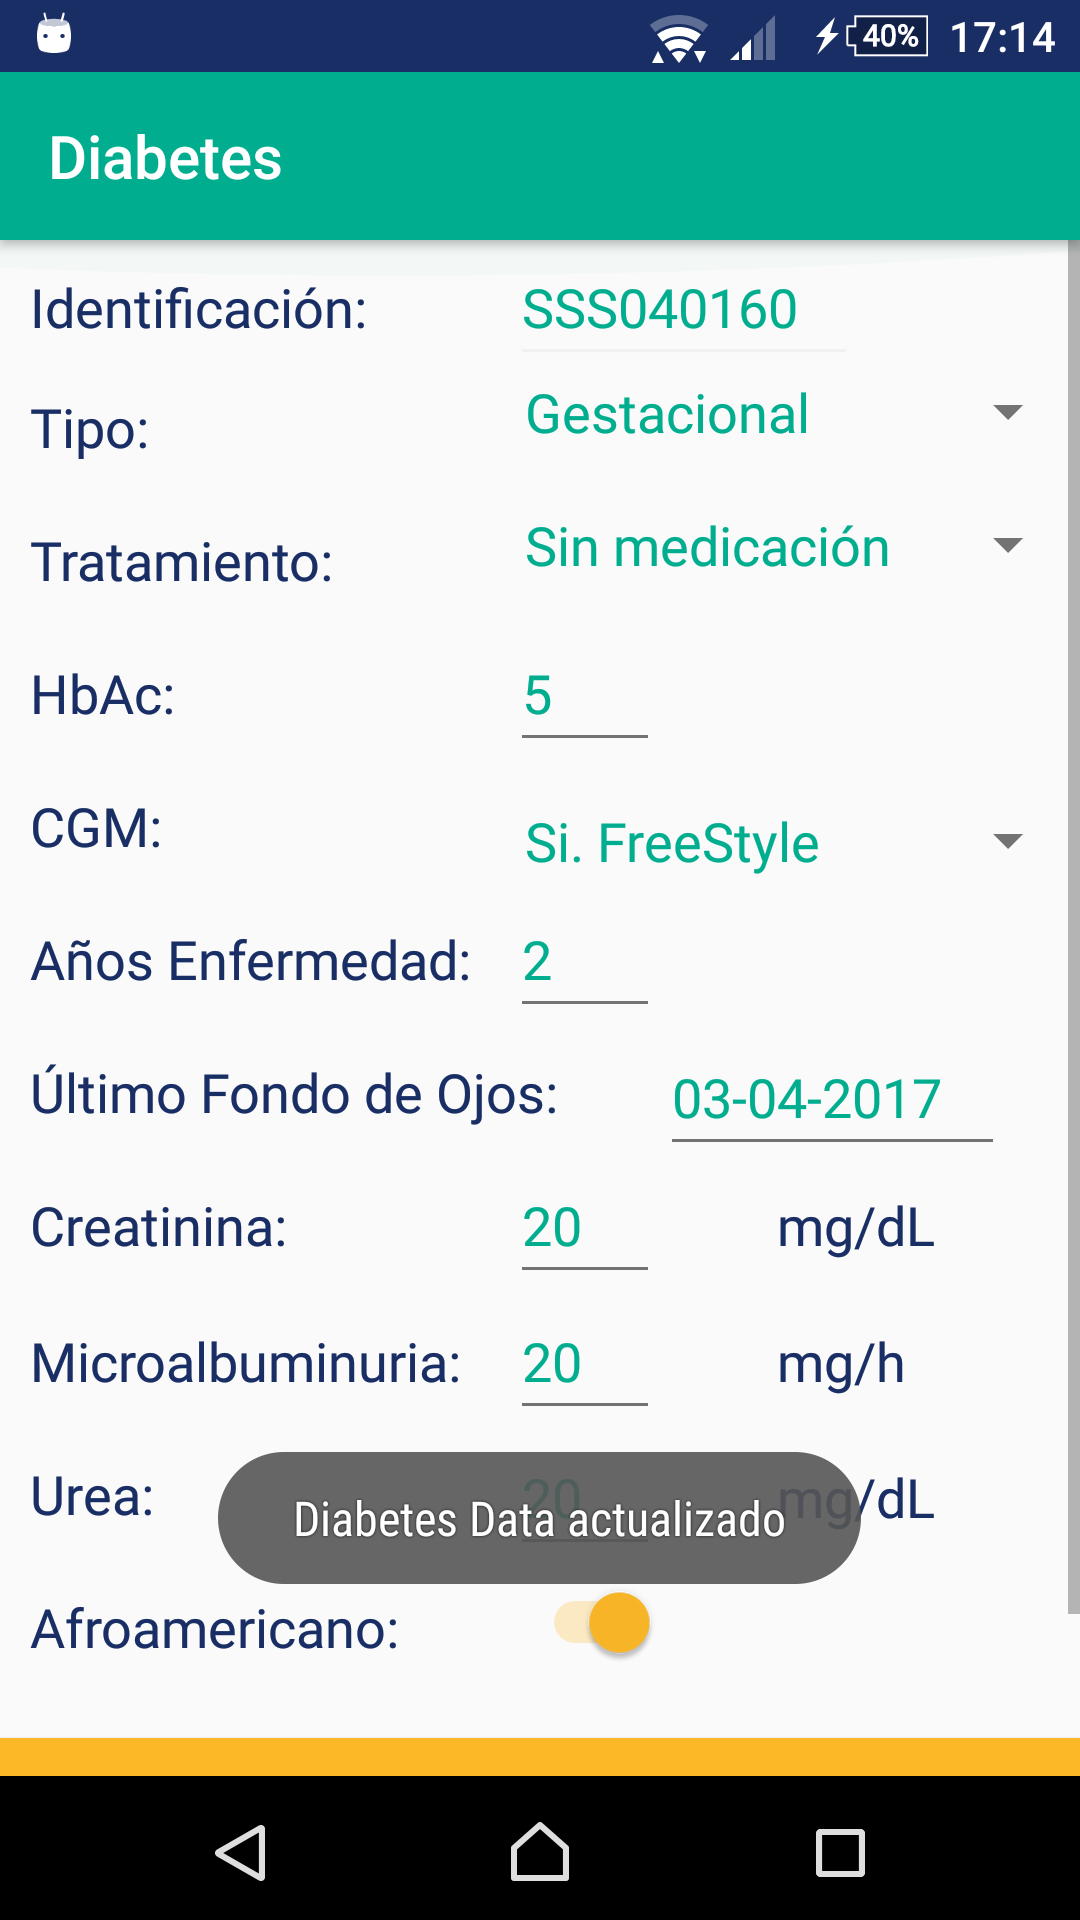 40% 17:14
Diabetes
Identificación: SSS040160
Tipo: Gestacional
Tratamiento: Sin medicación
HbAc: 5
CGM: Si. FreeStyle
Años Enfermedad: 2
Último Fondo de Ojos: 03-04-2017
Creatinina: 20 mg/dL
Microalbuminuria: 20 mg/h
Urea: 20 mg/dL
Diabetes Data actualizado
Afroamericano: